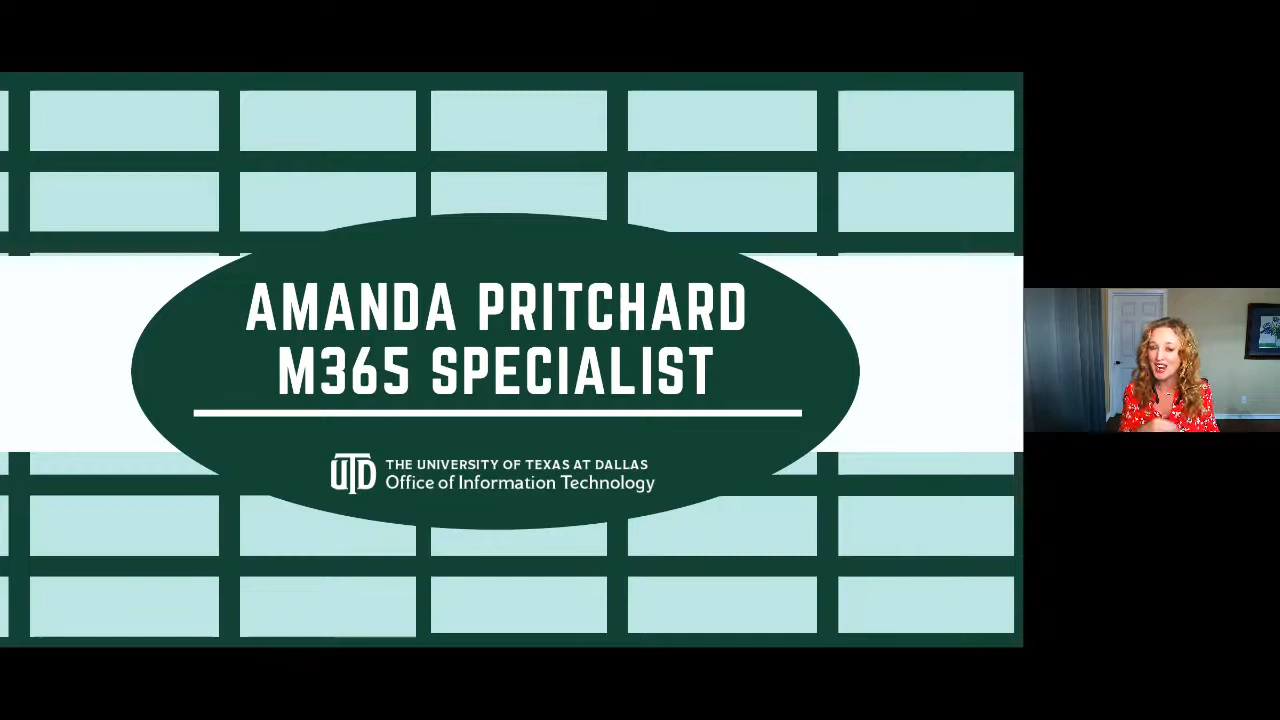 AMANDA PRITCHARD
M365 SPECIALIST
UTD
THE UNIVERSITY OF TEXAS AT DALLAS
Office of Information Technology